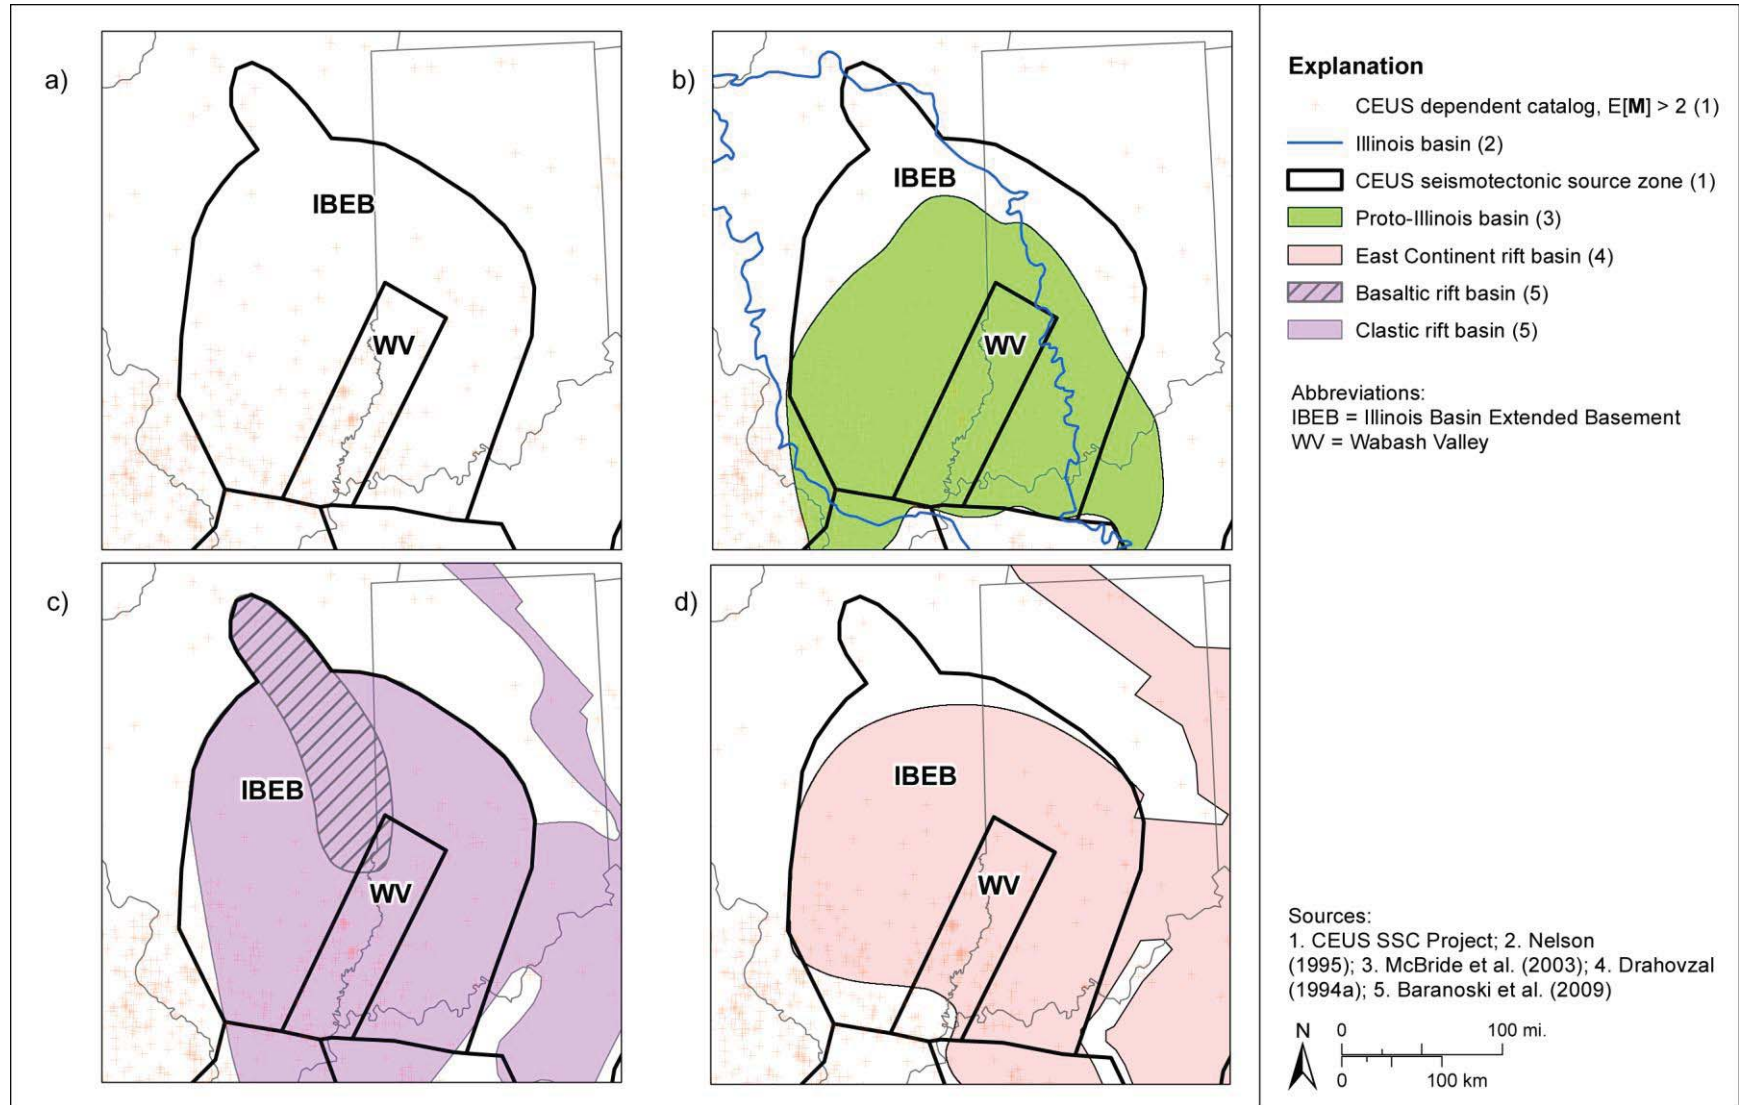 a)
IBEB
WV
b)
IBEB
WV
c)
IBEB
WV
d)
IBEB
WV
Explanation
CEUS dependent catalog, E[M] > 2 (1)
Illinois basin (2)
CEUS seismotectonic source zone (1)
Proto-Illinois basin (3)
East Continent rift basin (4)
Basaltic rift basin (5)
Clastic rift basin (5)
Abbreviations:
IBEB = Illinois Basin Extended Basement
WV = Wabash Valley
Sources:
1. CEUS SSC Project; 2. Nelson
(1995); 3. McBride et al. (2003); 4. Drahovzal
(1994a); 5. Baranoski et al. (2009)
N
0 100 mi.
0 100 km